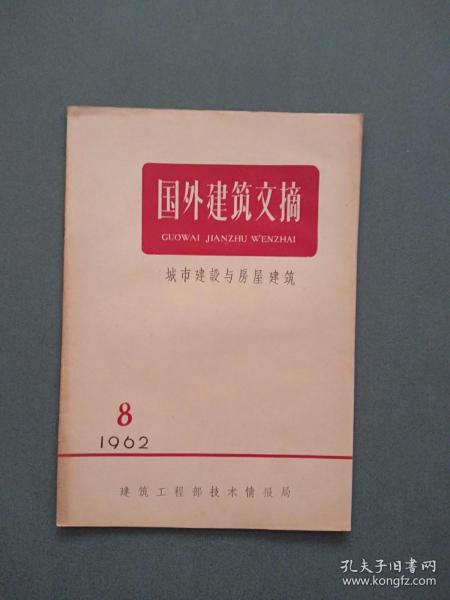 国外建筑文摘
GUOWAI JIANZHU WENZHAI
城市建設与房屋建筑
8
1962
建筑工程部技术情报局
孔夫子旧书网
www.kongfz.com